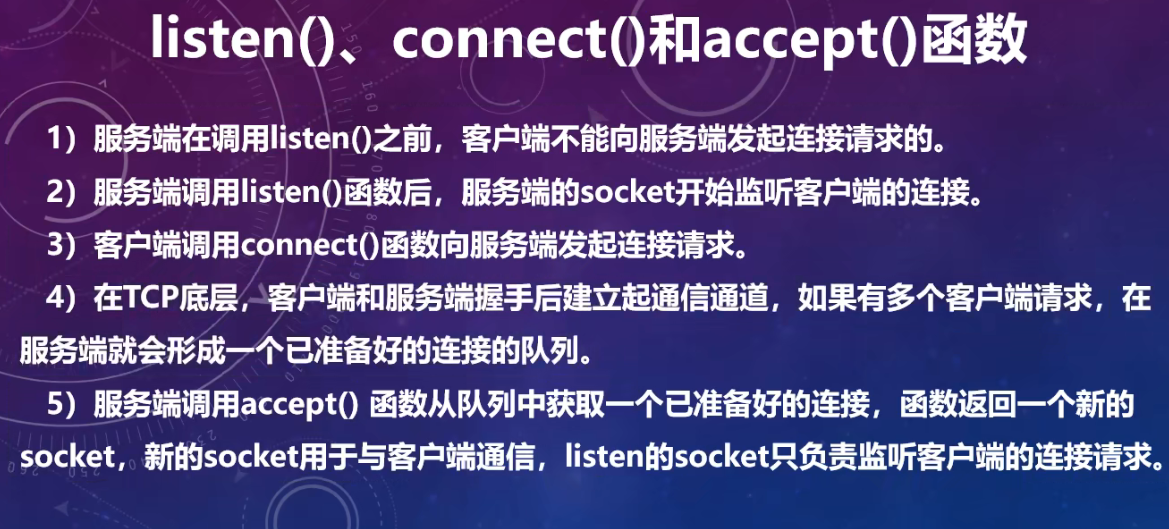 listen()、connect()和accept()函数
1）服务端在调用listen()之前，客户端不能向服务端发起连接请求的。
2）服务端调用listen()函数后，服务端的socket开始监听客户端的连接。
3）客户端调用connect()函数向服务端发起连接请求。
4）在TCP底层，客户端和服务端握手后建立起通信通道，如果有多个客户端请求，在
服务端就会形成一个已准备好的连接的队列。
5）服务端调用accept() 函数从队列中获取一个已准备好的连接，函数返回一个新的
socket，新的socket用于与客户端通信，listen的socket只负责监听客户端的连接请求。